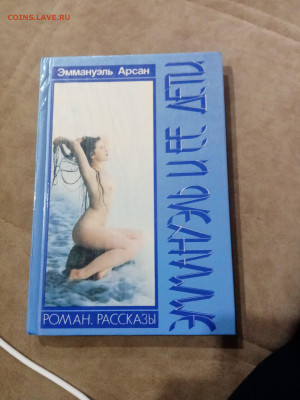 COINS.LAVE.RU
Эммануэль Арсан
ЭММАНУЭЛЬ И ЕЕ ДЕТИ
РОМАН. РАССКАЗЫ